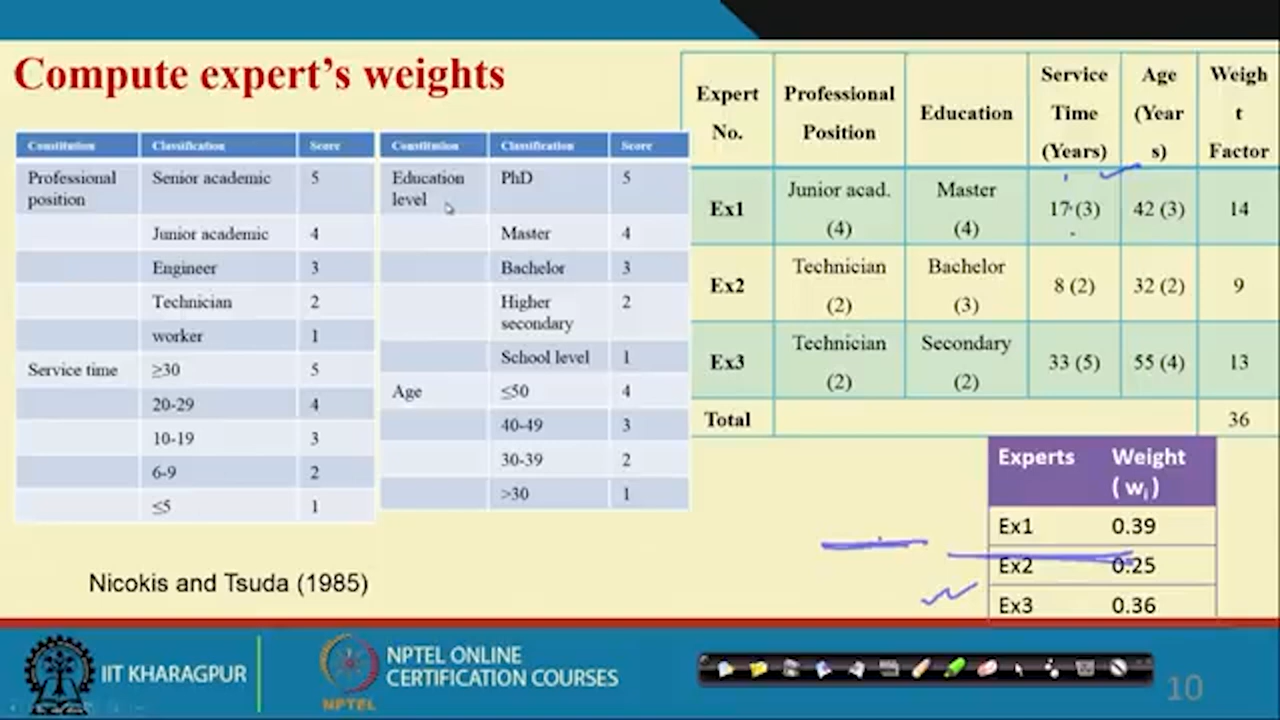 Compute expert's weights
Constitution Classification Score
Professional position Senior academic 5
Junior academic 4
Engineer 3
Technician 2
worker 1
Service time ≥30 5
20-29 4
10-19 3
6-9 2
≤5 1
Constitution Classification Score
Education level PhD 5
Master 4
Bachelor 3
Higher secondary 2
School level 1
Age ≤50 4
40-49 3
30-39 2
>30 1
Expert No. Professional Position Education Service Time (Years) Age (Year s) Weigh t Factor
Ex1 Junior acad. (4) Master (4) 17 (3) 42 (3) 14
Ex2 Technician (2) Bachelor (3) 8 (2) 32 (2) 9
Ex3 Technician (2) Secondary (2) 33 (5) 55 (4) 13
Total 36
Experts Weight ( wi )
Ex1 0.39
Ex2 0.25
Ex3 0.36
Nicokis and Tsuda (1985)
IIT KHARAGPUR
NPTEL
NPTEL ONLINE
CERTIFICATION COURSES
10